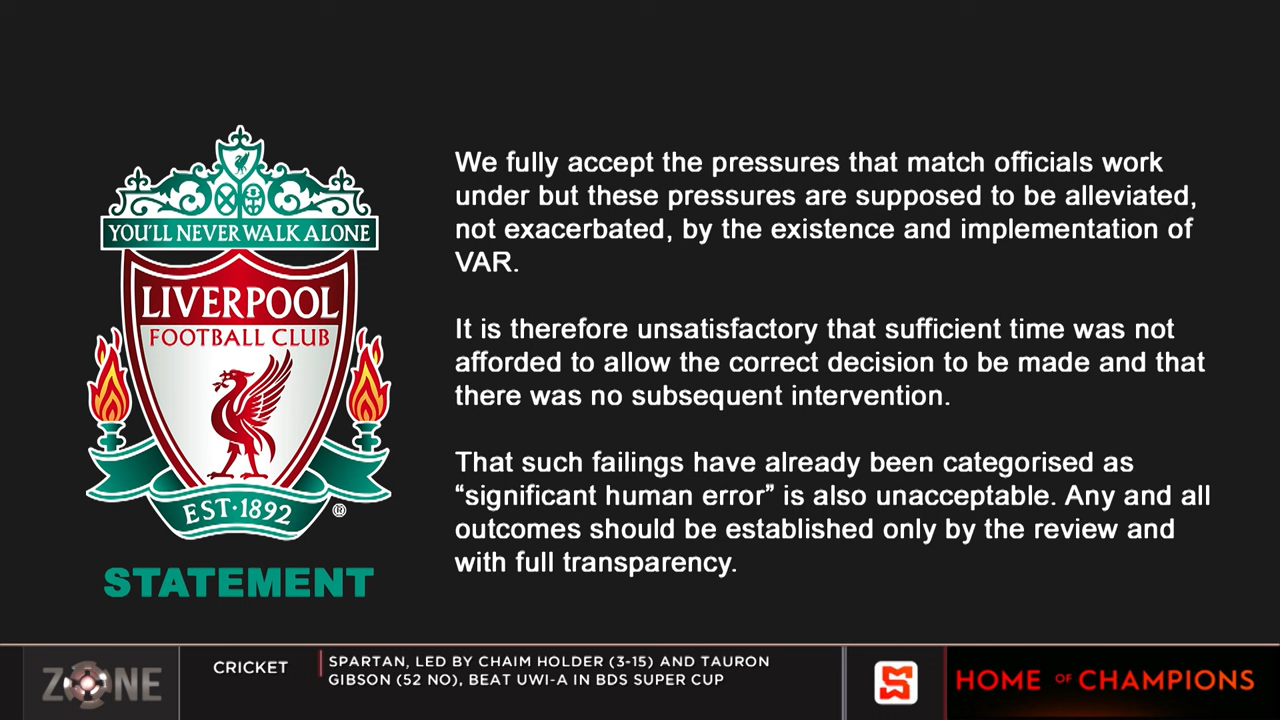 YOU'LL NEVER WALK ALONE
LIVERPOOL
FOOTBALL CLUB
EST·1892
®
STATEMENT
We fully accept the pressures that match officials work
under but these pressures are supposed to be alleviated,
not exacerbated, by the existence and implementation of
VAR.
It is therefore unsatisfactory that sufficient time was not
afforded to allow the correct decision to be made and that
there was no subsequent intervention.
That such failings have already been categorised as
“significant human error” is also unacceptable. Any and all
outcomes should be established only by the review and
with full transparency.
ZONE
CRICKET
SPARTAN, LED BY CHAIM HOLDER (3-15) AND TAURON
GIBSON (52 NO), BEAT UWI-A IN BDS SUPER CUP
HOME OF CHAMPIONS